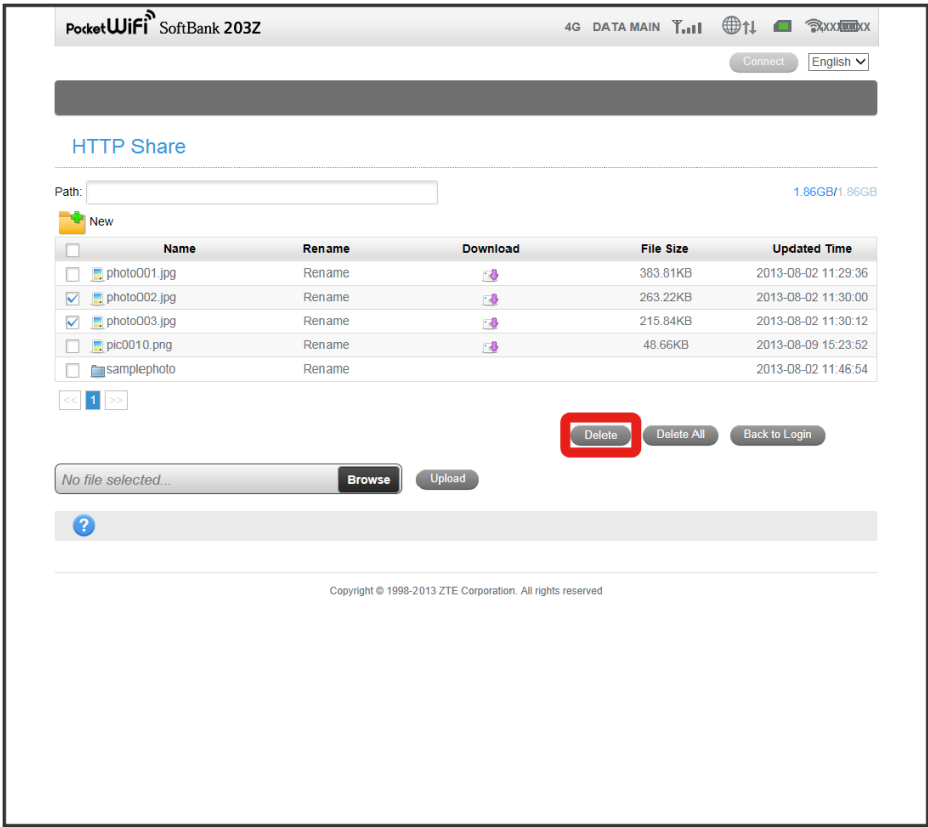 PocketWiFi SoftBank 203Z 4G DATA MAIN
Connect English
HTTP Share
Path: 1.86GB/1.86GB
New
Name Rename Download File Size Updated Time
photo001.jpg Rename 383.81KB 2013-08-02 11:29:36
photo002.jpg Rename 263.22KB 2013-08-02 11:30:00
photo003.jpg Rename 215.84KB 2013-08-02 11:30:12
pic0010.png Rename 48.66KB 2013-08-09 15:23:52
samplephoto Rename 2013-08-02 11:46:54
<< 1 >>
Delete Delete All Back to Login
No file selected... Browse Upload
?
Copyright © 1998-2013 ZTE Corporation. All rights reserved